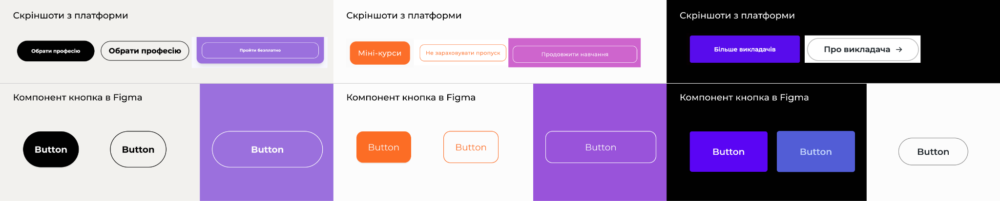 Скріншоти з платформи
Обрати професію
Обрати професію
Пройти безплатно
Скріншоти з платформи
Міні-курси
Не зараховувати пропуск
Продовжити навчання
Скріншоти з платформи
Більше викладачів
Про викладача →
Компонент кнопка в Figma
Button
Button
Button
Компонент кнопка в Figma
Button
Button
Button
Компонент кнопка в Figma
Button
Button
Button